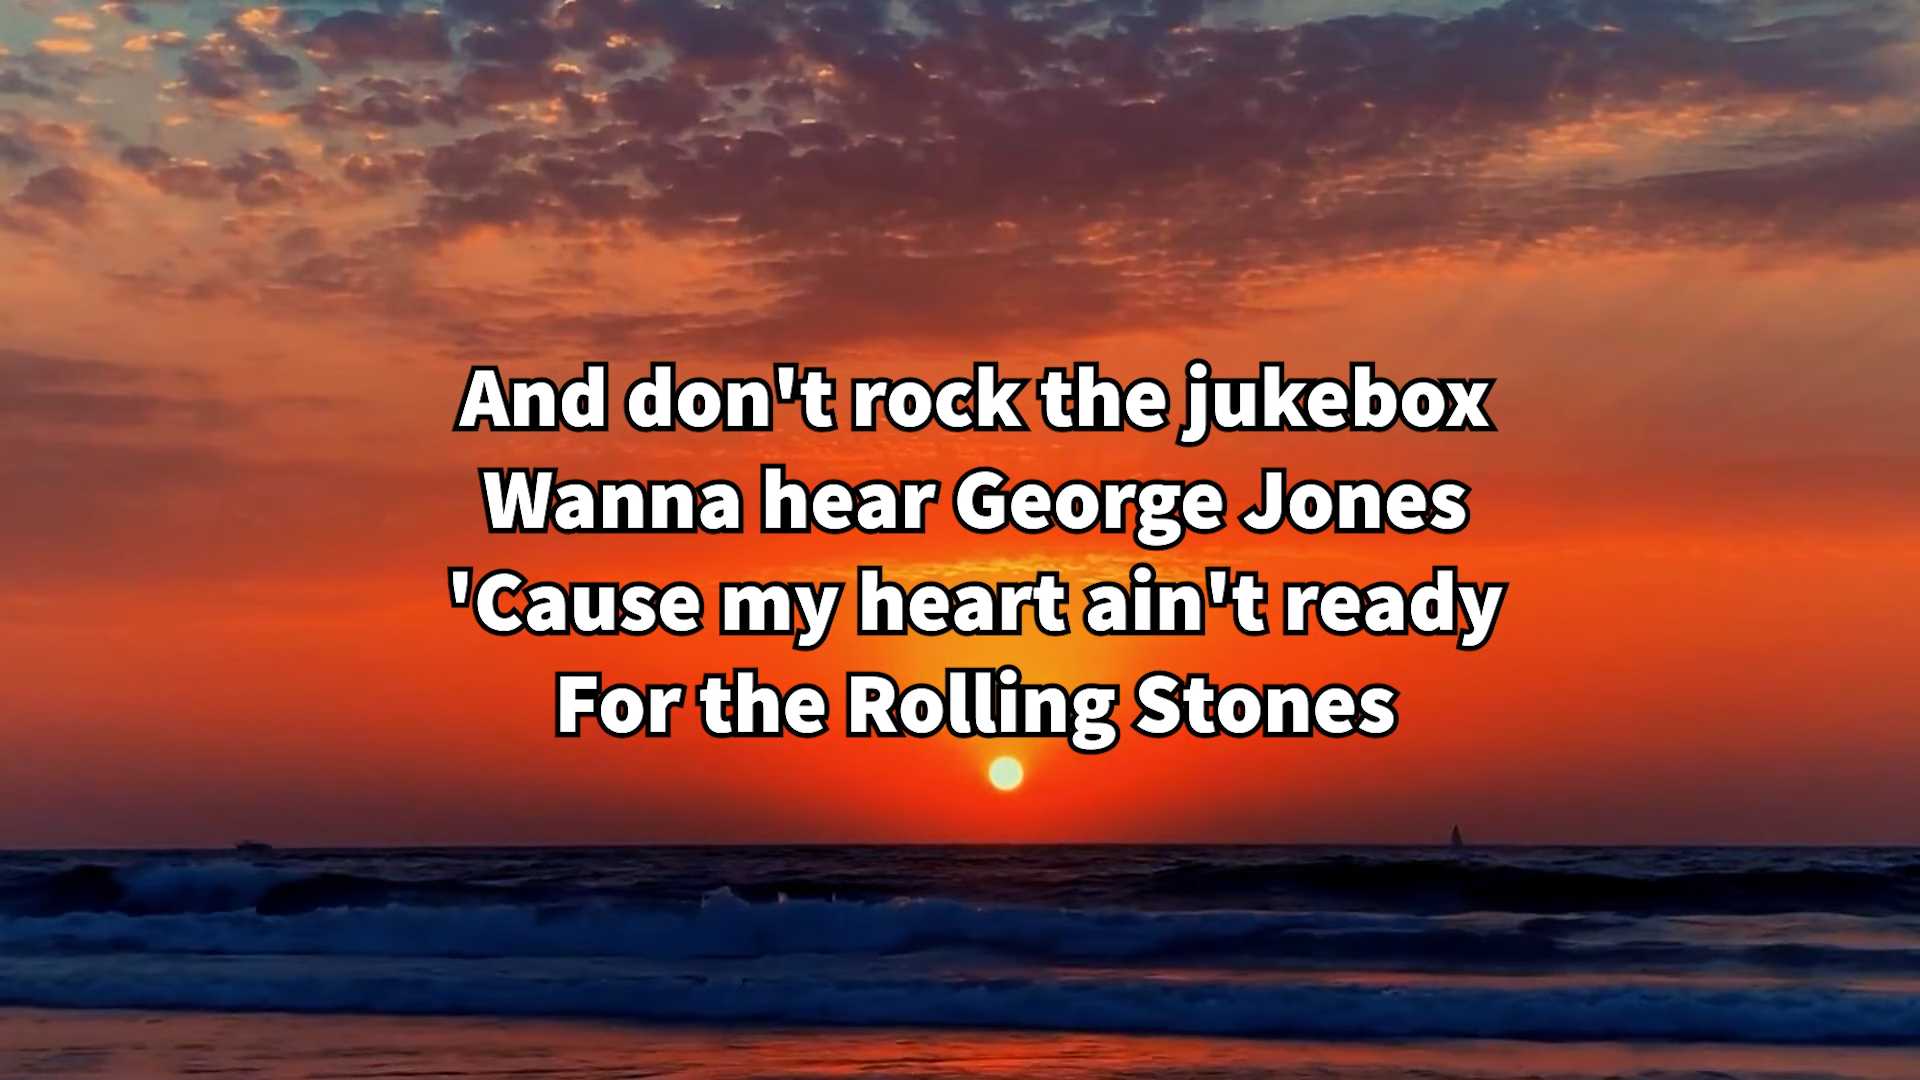 And don't rock the jukebox
Wanna hear George Jones
'Cause my heart ain't ready
For the Rolling Stones